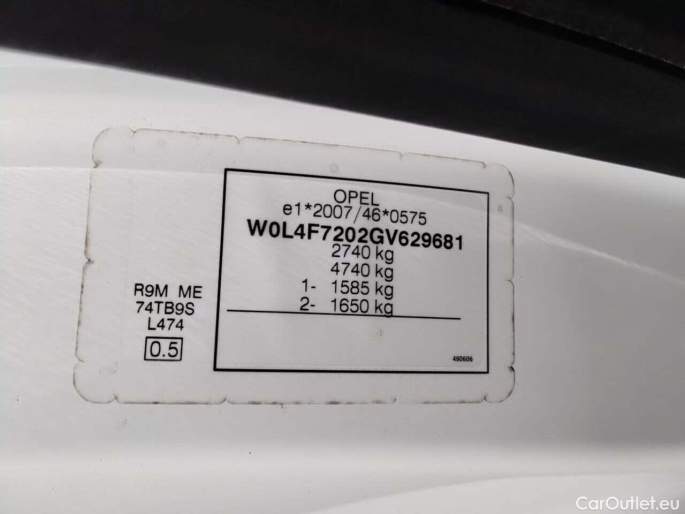 OPEL
e1*2007/46*0575
W0L4F7202GV629681
2740 kg
4740 kg
1- 1585 kg
2- 1650 kg
R9M ME
74TB9S
L474
0.5
490606
CarOutlet.eu